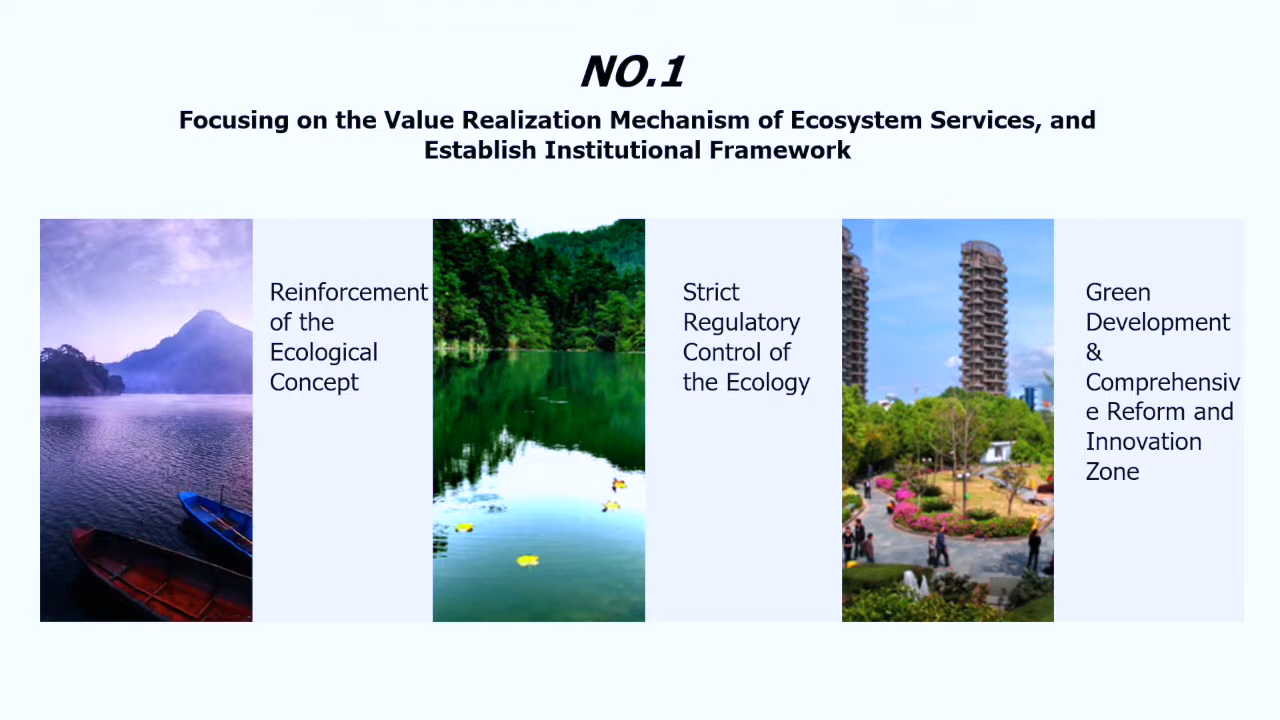 NO.1
Focusing on the Value Realization Mechanism of Ecosystem Services, and
Establish Institutional Framework
Reinforcement
of the
Ecological
Concept
Strict
Regulatory
Control of
the Ecology
Green
Development
&
Comprehensiv
e Reform and
Innovation
Zone